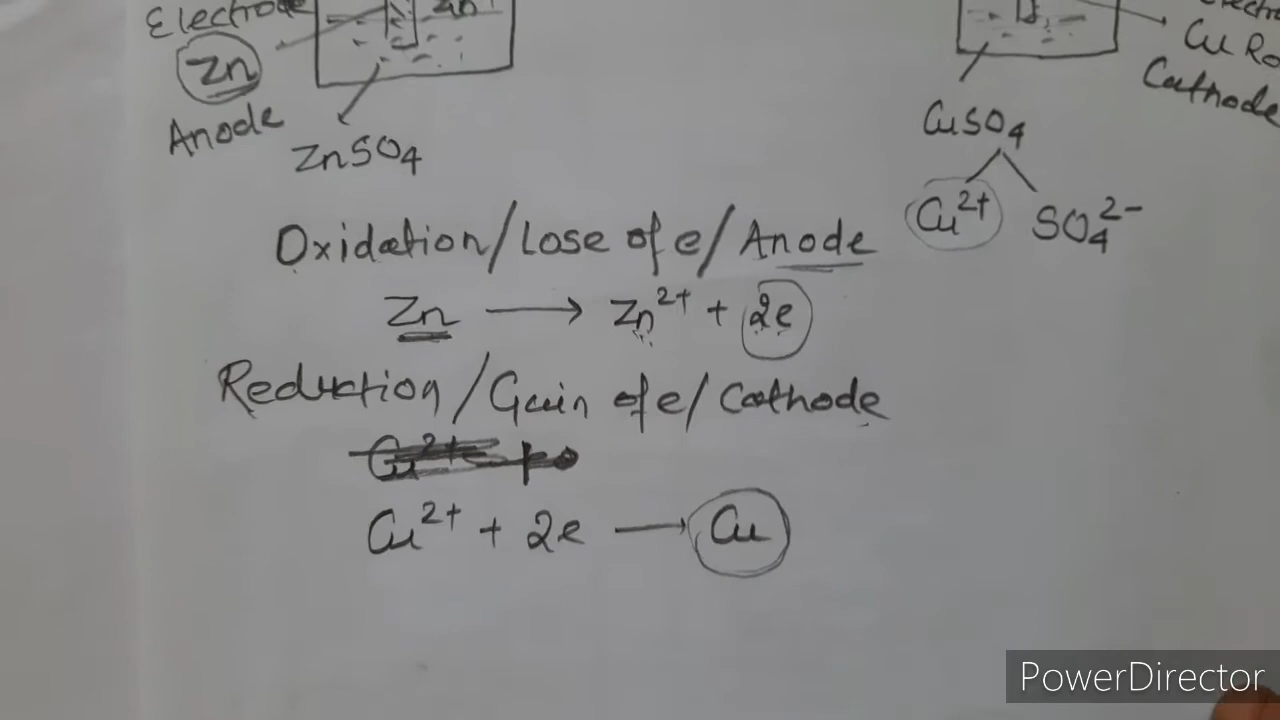 Electrode
Zn
Anode
ZnSO4
Cu Ro
Cathode
CuSO4
Cu2+ SO42-
Oxidation/Lose of e/Anode
Zn → Zn2+ + 2e
Reduction/Gain of e/Cathode
Cu2+ + 2e → Cu
PowerDirector